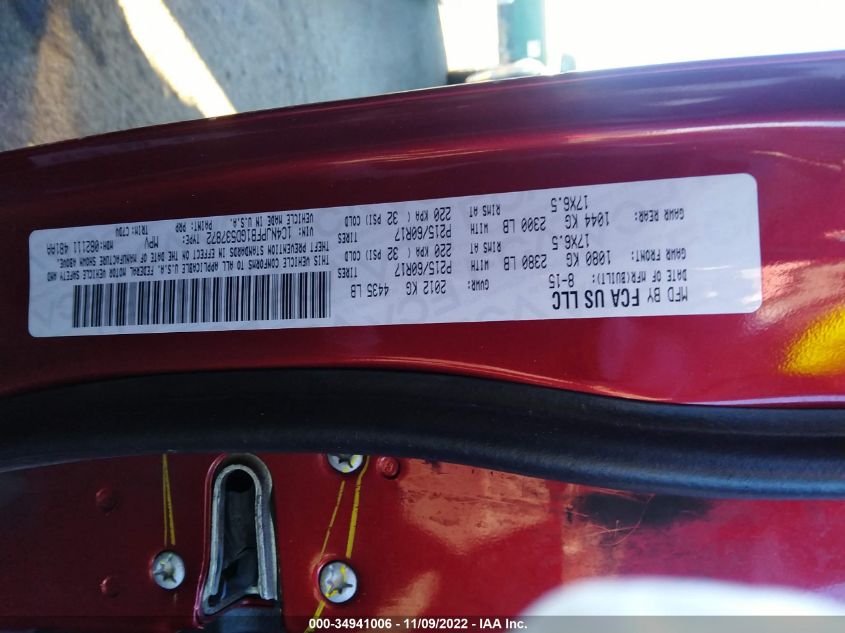 MFD BY FCA US LLC
DATE OF MFR(BUILT): 8-15
GVWR: 2012 KG 4435 LB
GAWR FRONT: 1080 KG 2380 LB WITH P215/60R17 TIRES
17X6.5 RIMS AT 220 KPA ( 32 PSI) COLD
GAWR REAR: 1044 KG 2300 LB WITH P215/60R17 TIRES
17X6.5 RIMS AT 220 KPA ( 32 PSI) COLD
THIS VEHICLE CONFORMS TO ALL APPLICABLE U.S.A. FEDERAL MOTOR VEHICLE SAFETY AND
THEFT PREVENTION STANDARDS IN EFFECT ON THE DATE OF MANUFACTURE SHOWN ABOVE.
VIN: 1C4NJPFB1GD537872 TYPE: MPV MDH:082111 481AA
VEHICLE MADE IN U.S.A. PAINT: PRP TRIM: CTDV
000-34941006 - 11/09/2022 - IAA Inc.